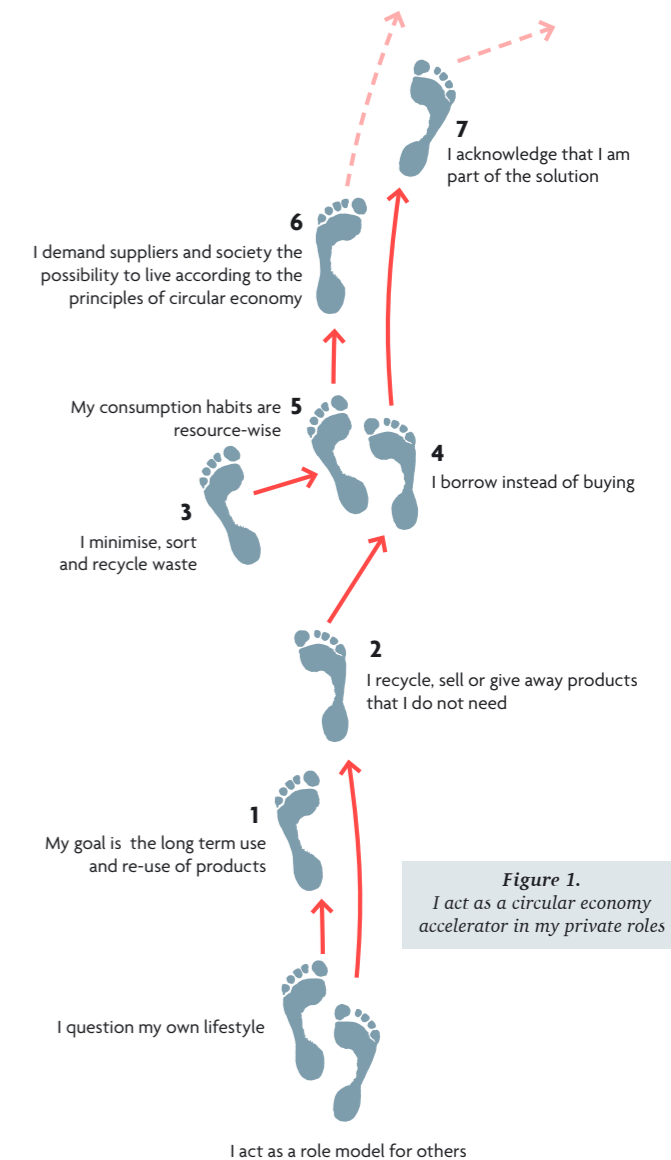 7
I acknowledge that I am
part of the solution
6
I demand suppliers and society the
possibility to live according to the
principles of circular economy
My consumption habits are
resource-wise
5
4
I borrow instead of buying
3
I minimise, sort
and recycle waste
2
I recycle, sell or give away products
that I do not need
1
My goal is the long term use
and re-use of products
Figure 1.
I act as a circular economy
accelerator in my private roles
I question my own lifestyle
I act as a role model for others